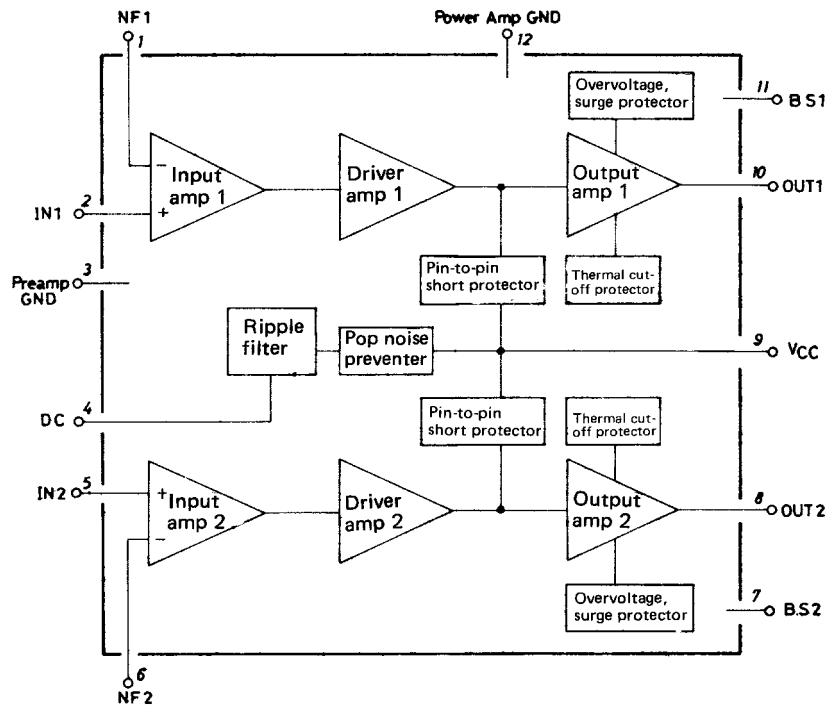 NF1
1
Power Amp GND
12
Overvoltage,
surge protector
11
BS1
Input
amp 1
−
+
Driver
amp 1
Output
amp 1
10
OUT1
2
IN1
Pin-to-pin
short protector
Thermal cut-
off protector
3
Preamp
GND
Ripple
filter
Pop noise
preventer
9
VCC
4
DC
Pin-to-pin
short protector
Thermal cut-
off protector
5
IN2
+
−
Input
amp 2
Driver
amp 2
Output
amp 2
8
OUT2
Overvoltage,
surge protector
7
B.S2
6
NF2